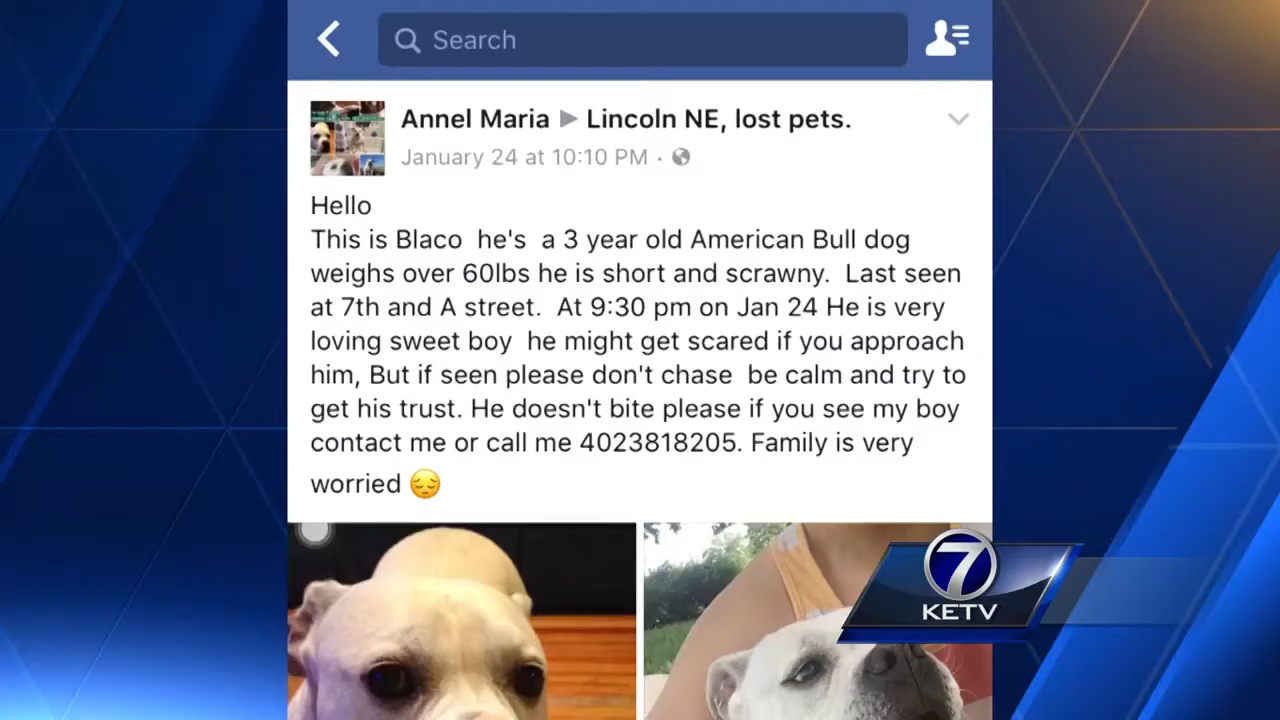 Search
Annel Maria ▶ Lincoln NE, lost pets.
January 24 at 10:10 PM ·
Hello
This is Blaco he's a 3 year old American Bull dog
weighs over 60lbs he is short and scrawny. Last seen
at 7th and A street. At 9:30 pm on Jan 24 He is very
loving sweet boy he might get scared if you approach
him, But if seen please don't chase be calm and try to
get his trust. He doesn't bite please if you see my boy
contact me or call me 4023818205. Family is very
worried 😔
7
KETV